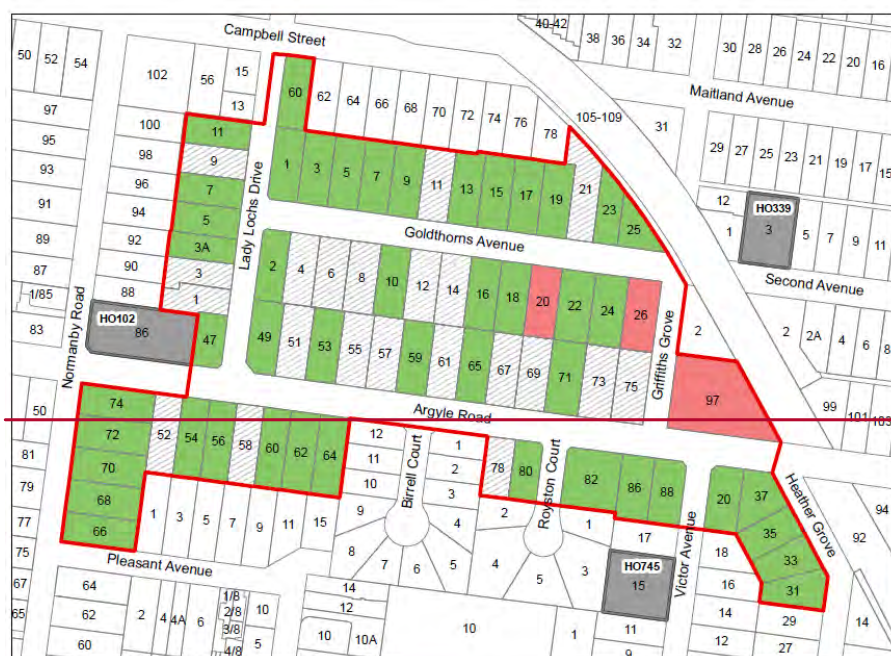 40-42
38 36 34 32 30 28 26 24 22 20 16
Campbell Street
50 52 54 102 56 15 60 62 64 66 68 70 72 74 76 78
Maitland Avenue
13
97 100 11 105-109 31
95 98 9 1 3 5 7 9 11 13 15 17 19 21 23 25
29 27 25 23 21 19 17 15
93 96 7
91 94 5 Lady Lochs Drive
12 HO339
89 92 3A Goldthorns Avenue 1 3 5 7 9 11
87 90 3 2 4 6 8 10 12 14 16 18 20 22 24 26
Second Avenue
1/85 88 1
HO102
83 86 47 49 51 53 55 57 59 61 65 67 69 71 73 75
Normanby Road
Griffiths Grove
2 2 2A 4 6 8
97 99 101 103
Argyle Road
50 74
81 72 52 54 56 58 60 62 64 12 1 78 80 82 86 88 20 37
79 70 11 2 35
Birrell Court
Royston Court
Heather Grove
94
77 68 10 3 33 92
75 66 1 3 5 7 9 11 15 9 4 2 1 17 18 31
Victor Avenue
Pleasant Avenue
8 7 6 5 4 5 3
HO745
15 16 29 14
67 64 14 14 27
65 62 2 4 4A 6 1/8 10 12 11 12
2/8
60 3/8 5 10 10A 10 1 9
4/8